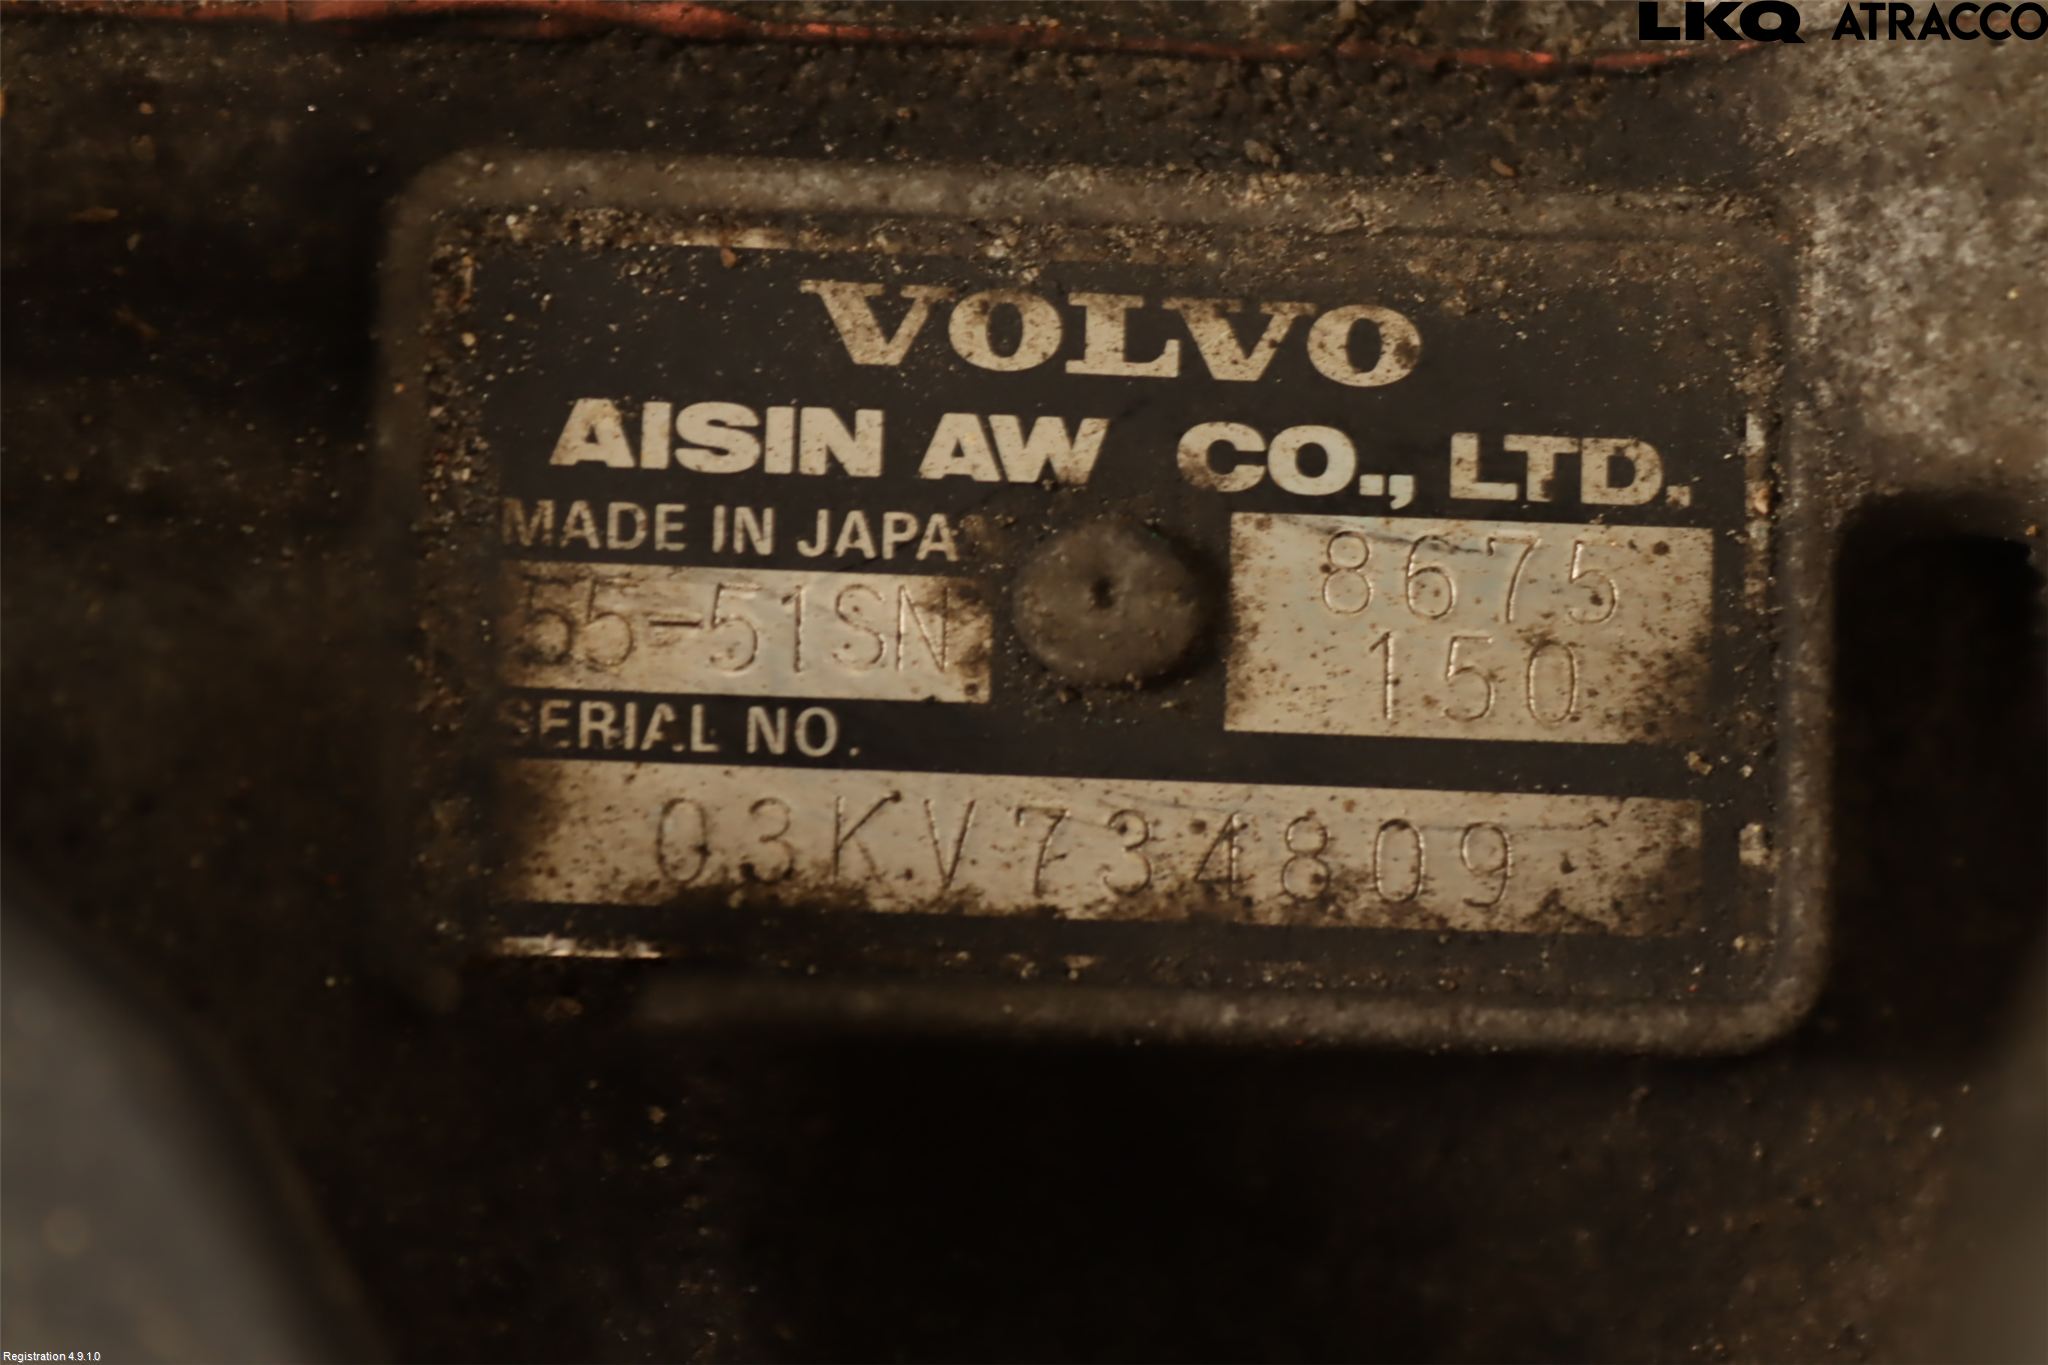 LKQ ATRACCO
VOLVO
AISIN AW CO., LTD.
MADE IN JAPA
55-51SN
8675
150
SERIAL NO.
03KV734809
Registration 4.9.1.0